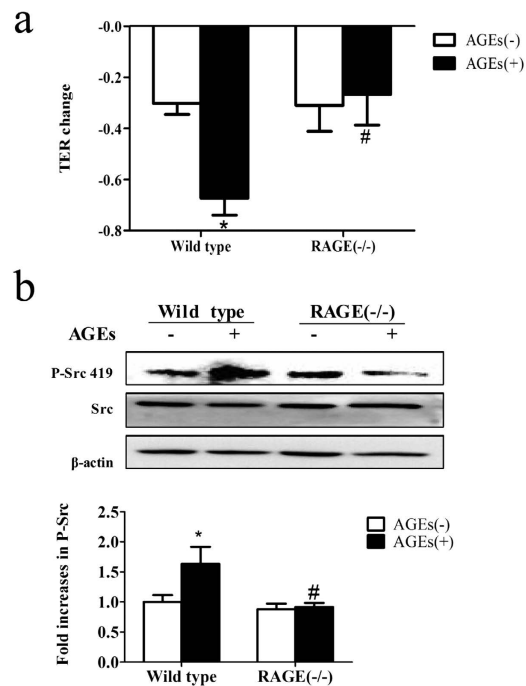 a
-0.0
-0.2
-0.4
-0.6
-0.8
TER change
AGEs(-)
AGEs(+)
#
*
Wild type RAGE(-/-)
b
Wild type RAGE(-/-)
AGEs - + - +
P-Src 419
Src
β-actin
2.5
2.0
1.5
1.0
0.5
0.0
Fold increases in P-Src
AGEs(-)
AGEs(+)
*
#
Wild type RAGE(-/-)